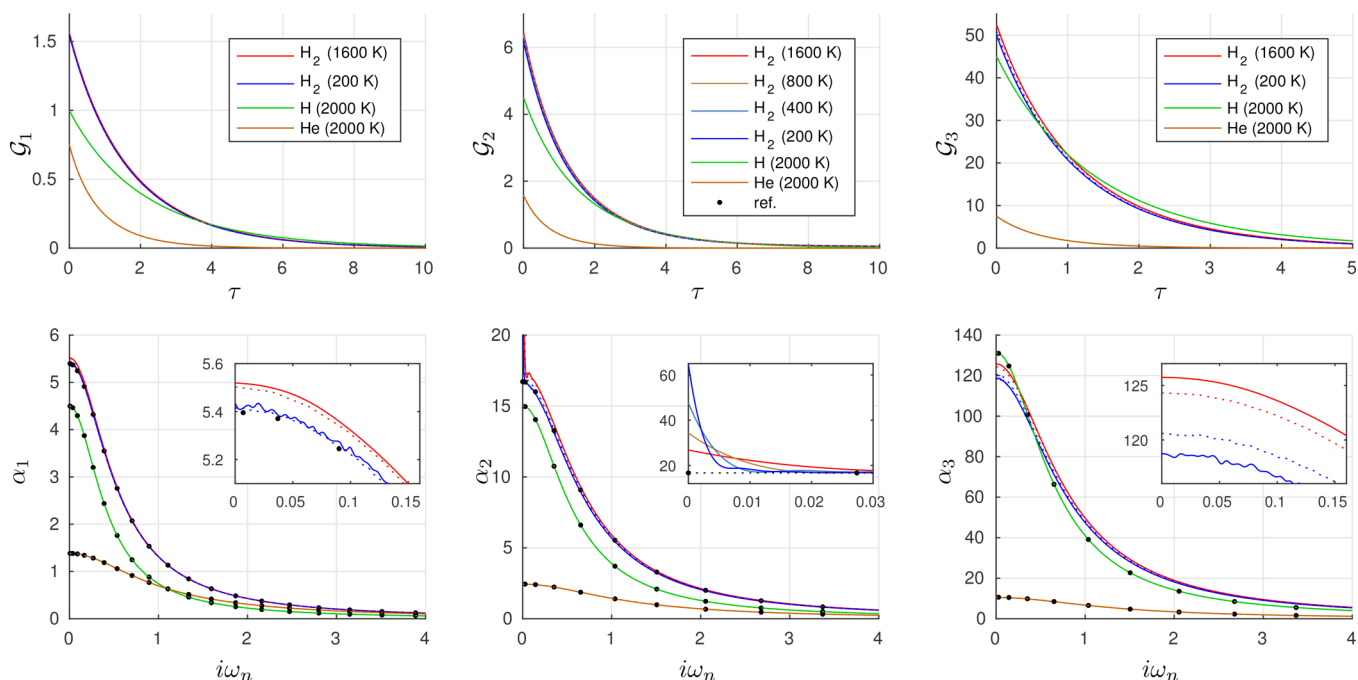 𝒢₁
1.5
1
0.5
0
0 2 4 6 8 10
τ
H₂ (1600 K)
H₂ (200 K)
H (2000 K)
He (2000 K)
𝒢₂
6
4
2
0
0 2 4 6 8 10
τ
H₂ (1600 K)
H₂ (800 K)
H₂ (400 K)
H₂ (200 K)
H (2000 K)
He (2000 K)
ref.
𝒢₃
50
40
30
20
10
0
0 1 2 3 4 5
τ
H₂ (1600 K)
H₂ (200 K)
H (2000 K)
He (2000 K)
α₁
6
5
4
3
2
1
0
0 1 2 3 4
iωₙ
5.6
5.4
5.2
0 0.05 0.1 0.15
α₂
20
15
10
5
0
0 1 2 3 4
iωₙ
60
40
20
0 0.01 0.02 0.03
α₃
140
120
100
80
60
40
20
0
0 1 2 3 4
iωₙ
125
120
0 0.05 0.1 0.15